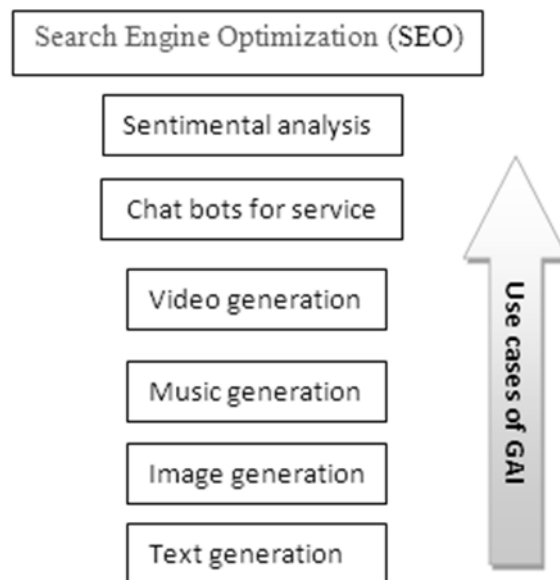 Search Engine Optimization (SEO)
Sentimental analysis
Chat bots for service
Video generation
Music generation
Image generation
Text generation
Use cases of GAI